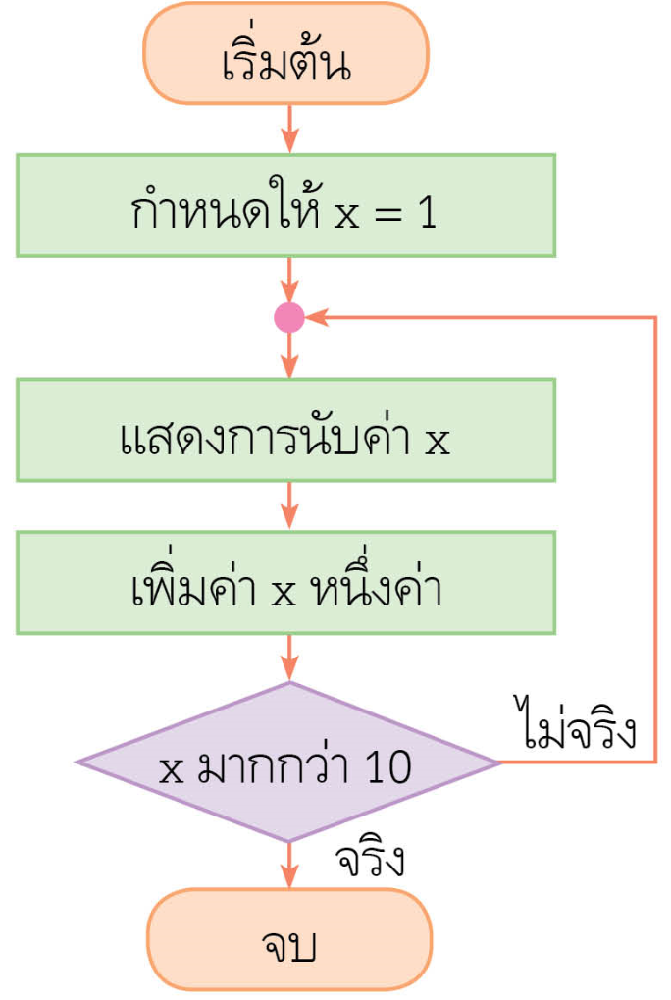 เริ่มต้น
กำหนดให้ x = 1
แสดงการนับค่า x
เพิ่มค่า x หนึ่งค่า
x มากกว่า 10
ไม่จริง
จริง
จบ